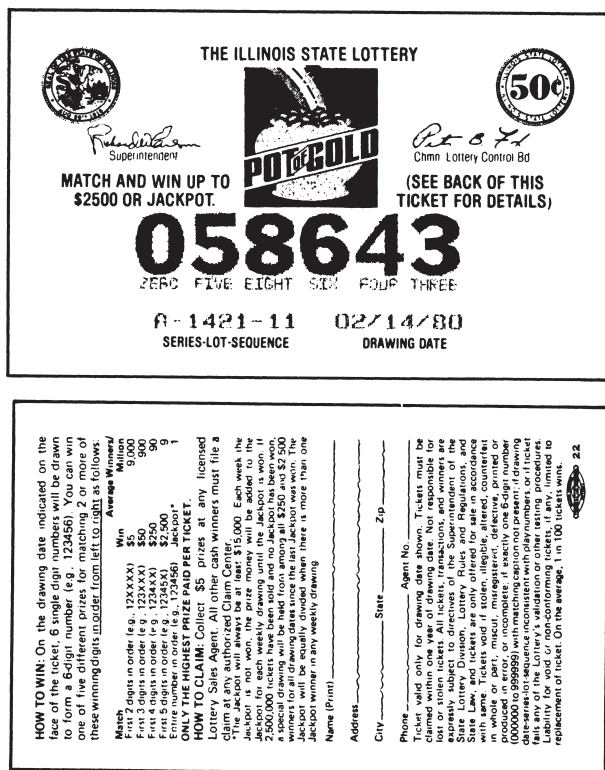 THE ILLINOIS STATE LOTTERY
50¢
Superintendent
Chmn Lottery Control Bd
POT of GOLD
MATCH AND WIN UP TO
$2500 OR JACKPOT.
(SEE BACK OF THIS
TICKET FOR DETAILS)
058643
ZERO FIVE EIGHT SIX FOUR THREE
A-1421-11 02/14/80
SERIES-LOT-SEQUENCE DRAWING DATE
HOW TO WIN: On the drawing date indicated on the
face of the ticket, 6 single digit numbers will be drawn
to form a 6-digit number (e.g., 123456) You can win
one of five different prizes for matching 2 or more of
these winning digits in order from left to right as follows:
Average Winners/
Match Win Million
First 2 digits in order (e.g., 12XXXX) $5 9,000
First 3 digits in order (e.g., 123XXX) $50 900
First 4 digits in order (e.g., 1234XX) $250 90
First 5 digits in order (e.g., 12345X) $2,500 9
Entire number in order (e.g., 123456) Jackpot* 1
ONLY THE HIGHEST PRIZE PAID PER TICKET.
HOW TO CLAIM: Collect $5 prizes at any licensed
Lottery Sales Agent. All other cash winners must file a
claim at an authorized Claim Center.
*The Jackpot will always be at least $15,000. Each week the
Jackpot is not won the prize money will be added to the
Jackpot for each weekly drawing until the Jackpot is won. If
2,500,000 tickets have been sold and no Jackpot has been won,
a special drawing will be held from among all $250 and $2 500
winners for all drawing dates since the last Jackpot was won. The
Jackpot will be equally divided when there is more than one
Jackpot winner in any weekly drawing.
Name (Print)
Address
City State Zip
Phone Agent No.
Ticket valid only for drawing date shown. Tickets must be
claimed within one year of drawing date. Not responsible for
lost or stolen tickets. All tickets, transactions, and winners are
expressly subject to directives of the Superintendent of the
State Lottery Division, Lottery Rules and Regulations, and
State Law, and tickets are only offered for sale in accordance
with same. Tickets void if stolen, illegible, altered, counterfeit
in whole or part, miscut, misregistered, defective, printed or
produced in error, or incomplete, if exactly one 6-digit number
(000000 to 999999) with matching caption not present; if drawing
date-series-lot-sequence inconsistent with play numbers, or if ticket
fails any of the Lottery's validation or other testing procedures.
Liability for void or non-conforming tickets, if any, limited to
replacement of ticket. On the average, 1 in 100 tickets wins.
22